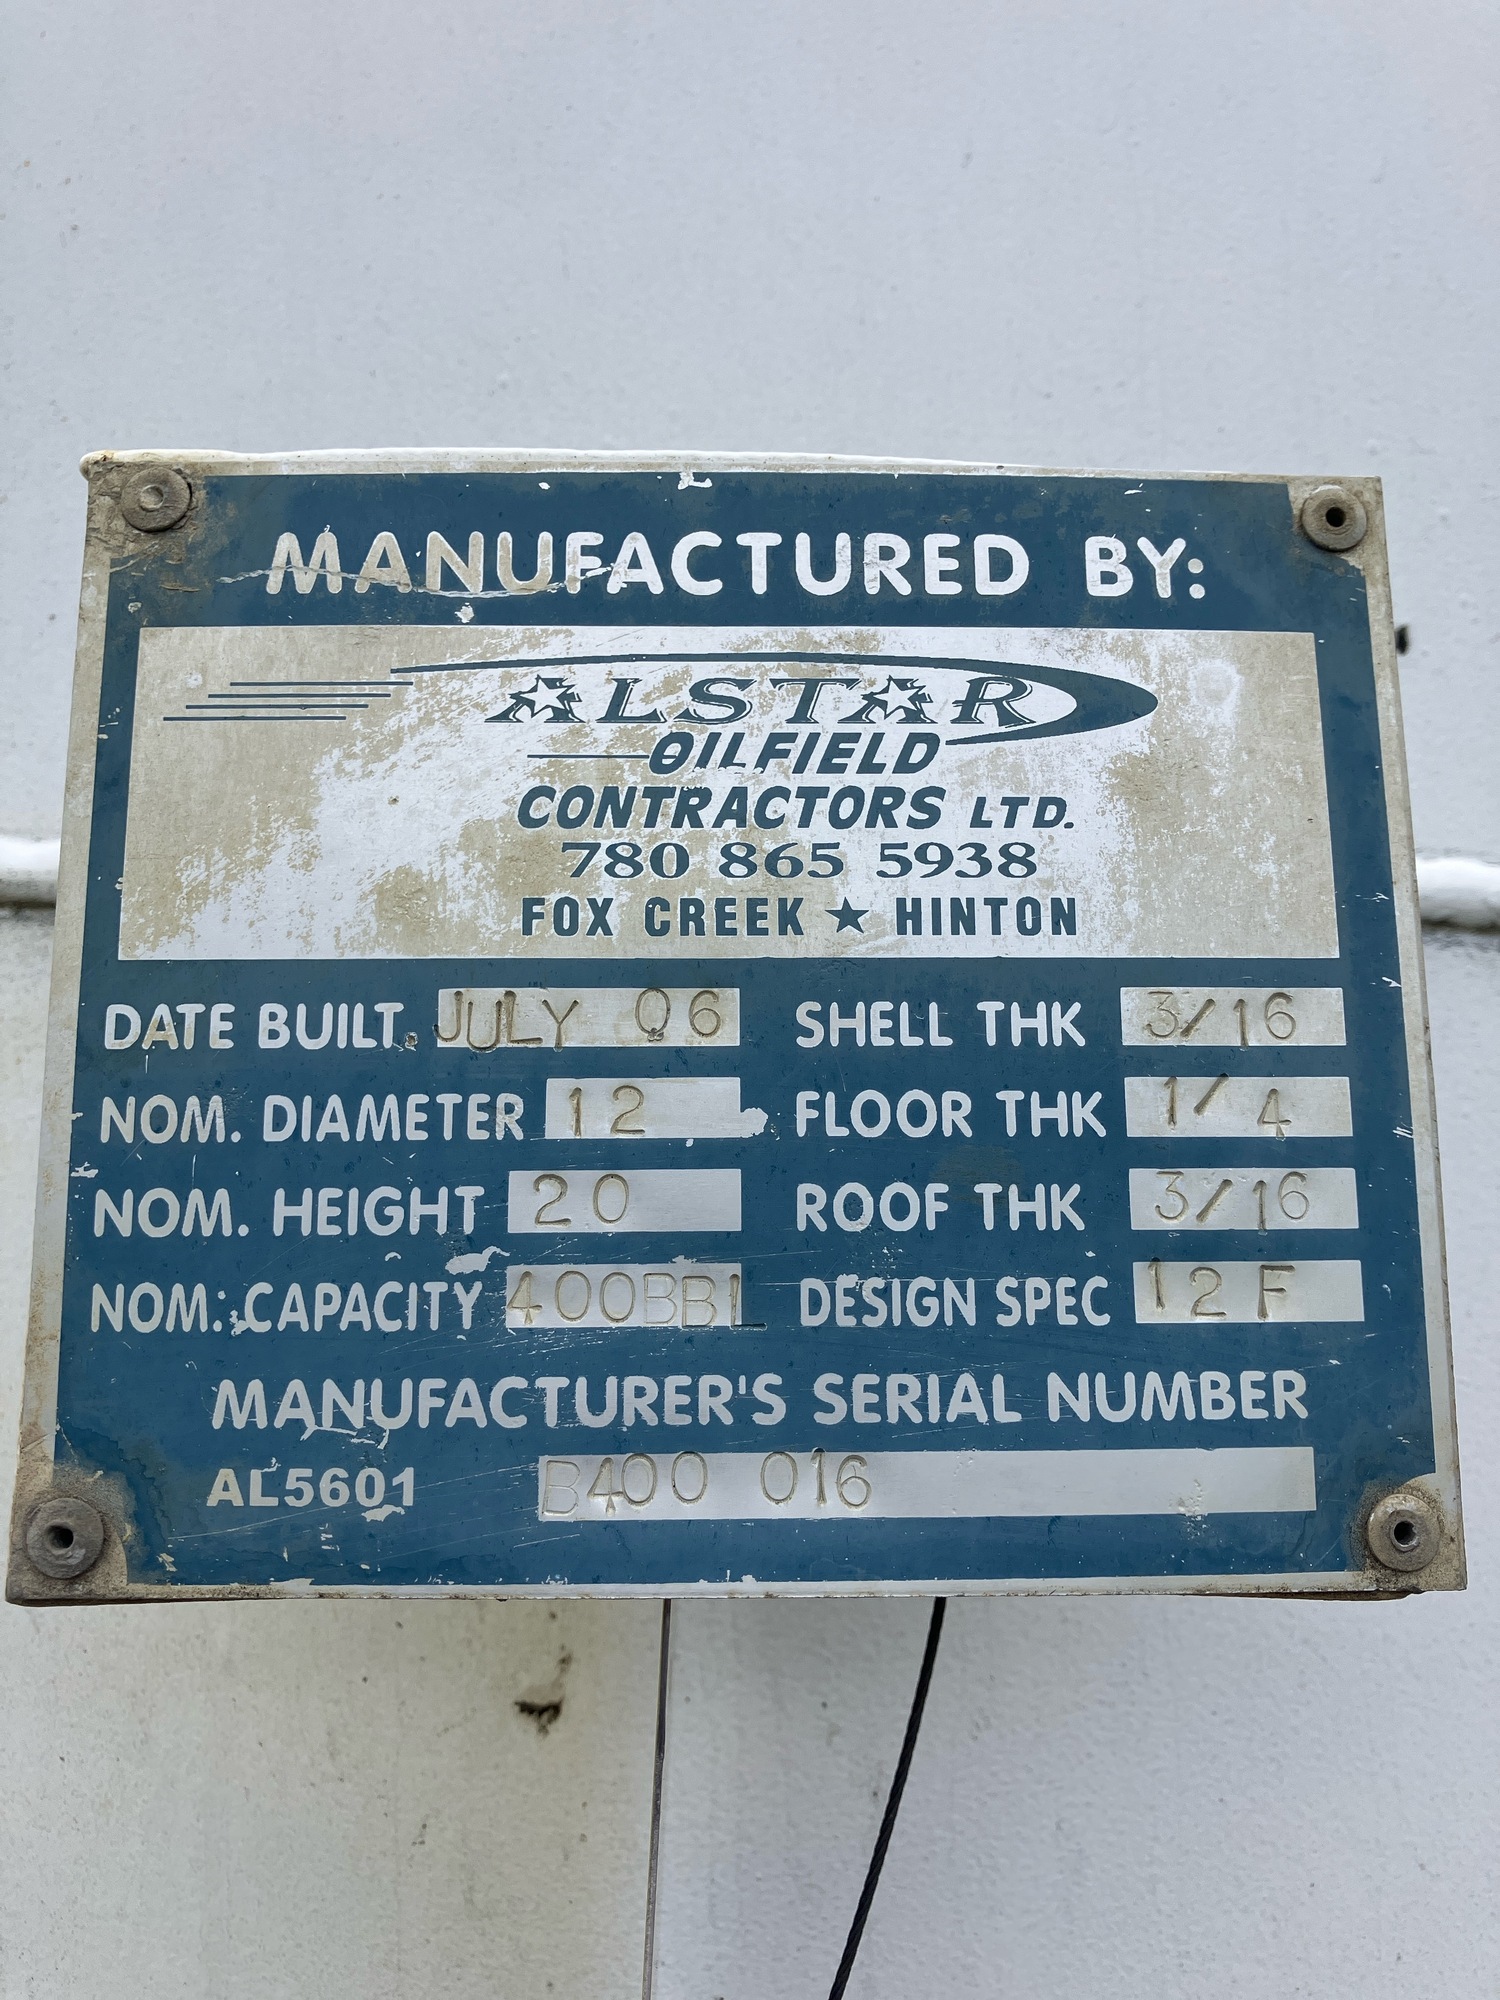 MANUFACTURED BY:
ALSTAR
OILFIELD
CONTRACTORS LTD.
780 865 5938
FOX CREEK ★ HINTON
DATE BUILT. JULY 06 SHELL THK 3/16
NOM. DIAMETER 12 FLOOR THK 1/4
NOM. HEIGHT 20 ROOF THK 3/16
NOM. CAPACITY 400BBL DESIGN SPEC 12F
MANUFACTURER'S SERIAL NUMBER
AL5601 B400 016